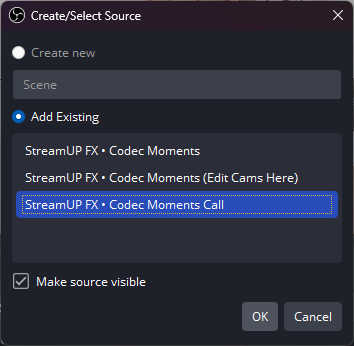 Create/Select Source
Create new
Scene
Add Existing
StreamUP FX • Codec Moments
StreamUP FX • Codec Moments (Edit Cams Here)
StreamUP FX • Codec Moments Call
Make source visible
OK Cancel